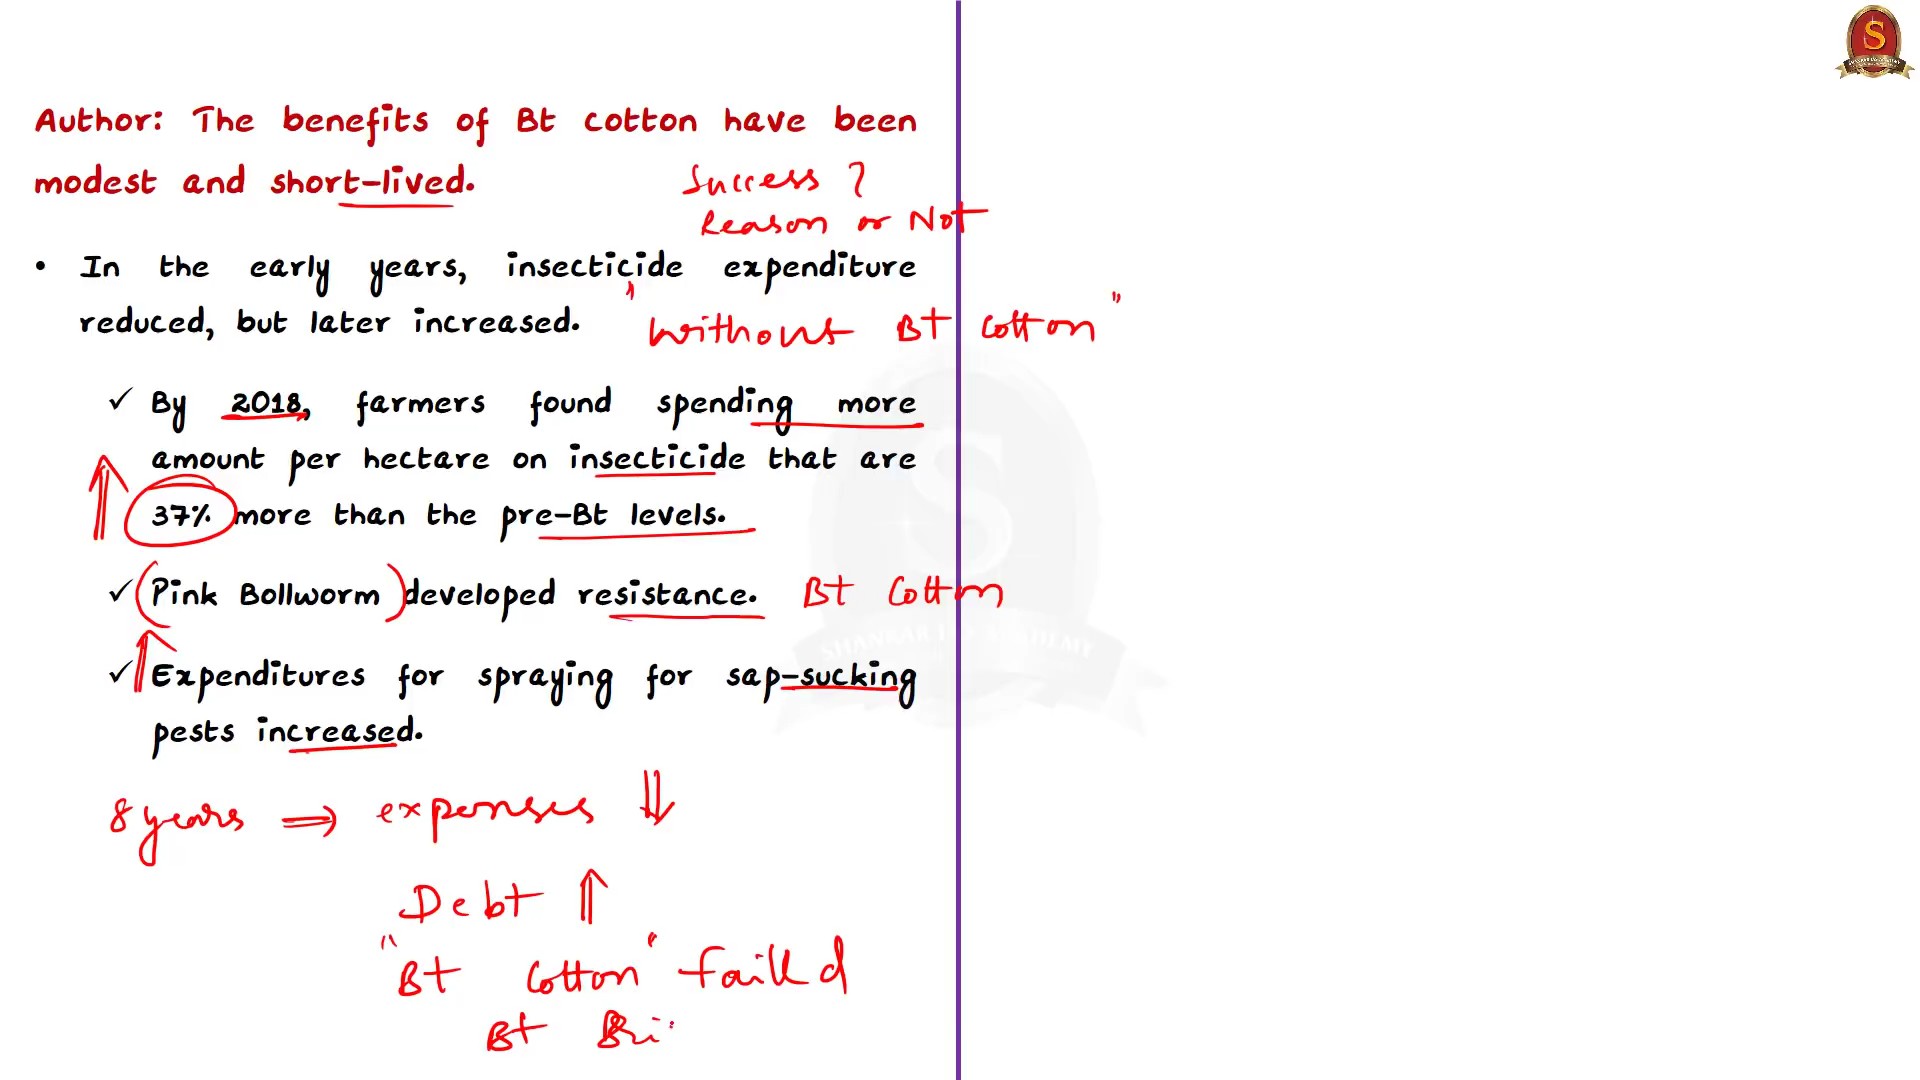 Author: The benefits of Bt cotton have been
modest and short-lived.
Success ?
Reason or Not
• In the early years, insecticide expenditure
reduced, but later increased.
"Without Bt Cotton"
✓ By 2018, farmers found spending more
amount per hectare on insecticide that are
37% more than the pre-Bt levels.
✓ (Pink Bollworm) developed resistance. Bt Cotton
✓ Expenditures for spraying for sap-sucking
pests increased.
8 years ⇒ expenses ⇓
Debt ⇑
"Bt Cotton" failed
Bt
S
SHANKAR IAS ACADEMY